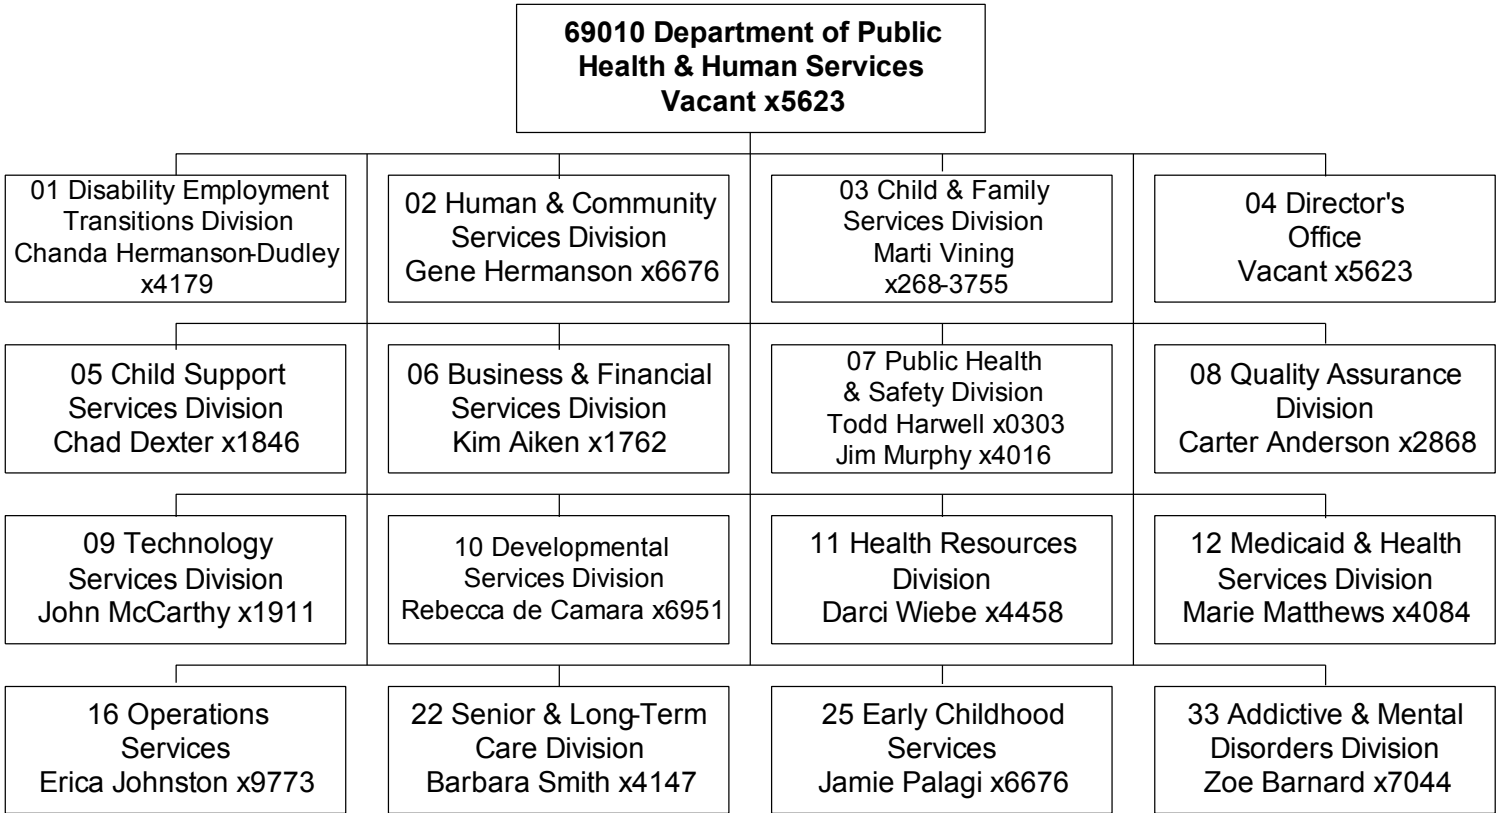 69010 Department of Public
Health & Human Services
Vacant x5623
01 Disability Employment
Transitions Division
Chanda Hermanson-Dudley
x4179
02 Human & Community
Services Division
Gene Hermanson x6676
03 Child & Family
Services Division
Marti Vining
x268-3755
04 Director's
Office
Vacant x5623
05 Child Support
Services Division
Chad Dexter x1846
06 Business & Financial
Services Division
Kim Aiken x1762
07 Public Health
& Safety Division
Todd Harwell x0303
Jim Murphy x4016
08 Quality Assurance
Division
Carter Anderson x2868
09 Technology
Services Division
John McCarthy x1911
10 Developmental
Services Division
Rebecca de Camara x6951
11 Health Resources
Division
Darci Wiebe x4458
12 Medicaid & Health
Services Division
Marie Matthews x4084
16 Operations
Services
Erica Johnston x9773
22 Senior & Long-Term
Care Division
Barbara Smith x4147
25 Early Childhood
Services
Jamie Palagi x6676
33 Addictive & Mental
Disorders Division
Zoe Barnard x7044